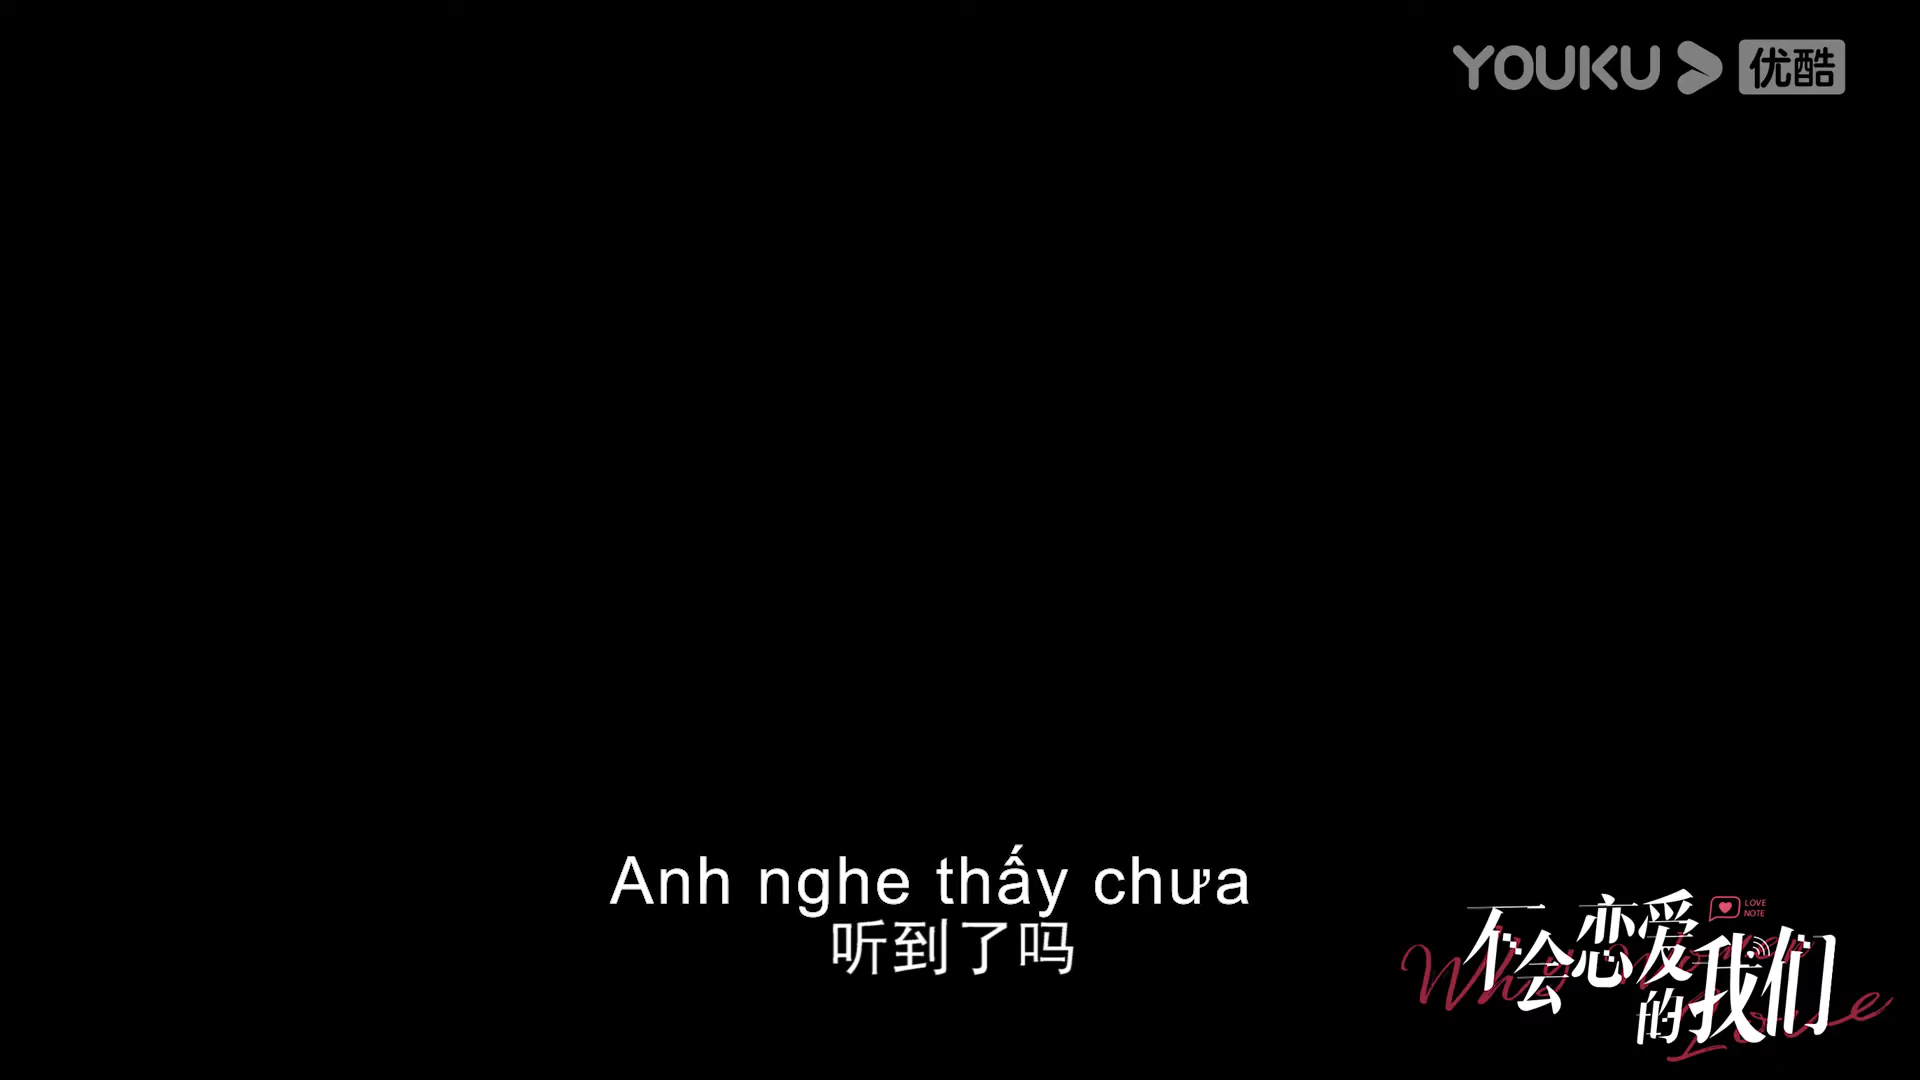 YOUKU 优酷
Anh nghe thấy chưa
听到了吗
LOVE
NOTE
不会恋爱
的我们